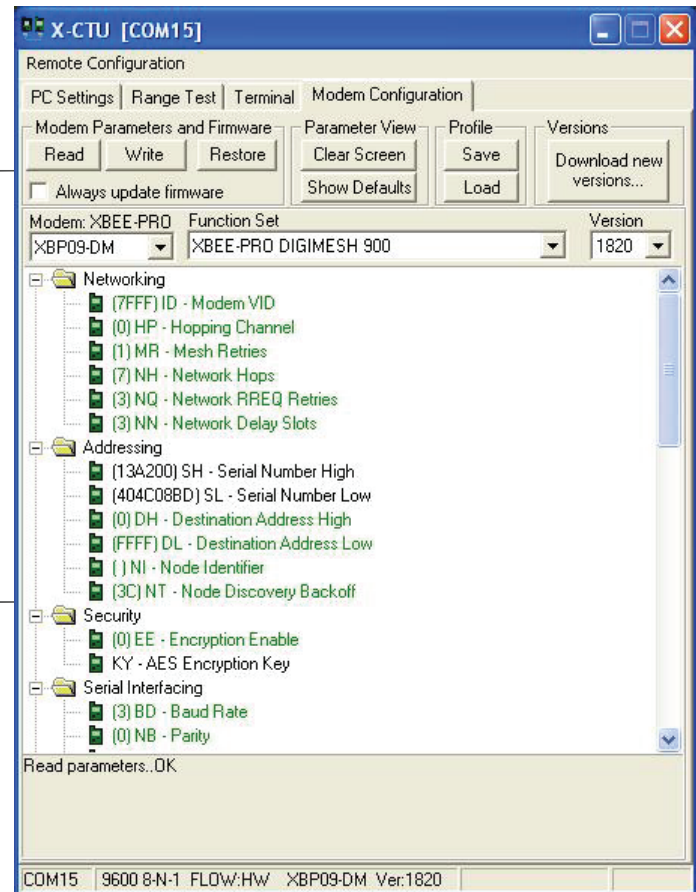 X-CTU [COM15]
Remote Configuration
PC Settings Range Test Terminal Modem Configuration
Modem Parameters and Firmware Parameter View Profile Versions
Read Write Restore Clear Screen Save Download new versions...
Always update firmware Show Defaults Load
Modem: XBEE-PRO Function Set Version
XBP09-DM XBEE-PRO DIGIMESH 900 1820
Networking
(7FFF) ID - Modem VID
(0) HP - Hopping Channel
(1) MR - Mesh Retries
(7) NH - Network Hops
(3) NQ - Network RREQ Retries
(3) NN - Network Delay Slots
Addressing
(13A200) SH - Serial Number High
(404C08BD) SL - Serial Number Low
(0) DH - Destination Address High
(FFFF) DL - Destination Address Low
( ) NI - Node Identifier
(3C) NT - Node Discovery Backoff
Security
(0) EE - Encryption Enable
KY - AES Encryption Key
Serial Interfacing
(3) BD - Baud Rate
(0) NB - Parity
Read parameters..OK
COM15 9600 8-N-1 FLOW:HW XBP09-DM Ver:1820